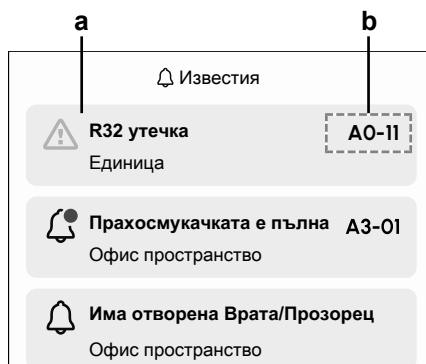 a b
Известия
R32 утечка A0-11
Единица
Прахосмукачката е пълна A3-01
Офис пространство
Има отворена Врата/Прозорец
Офис пространство